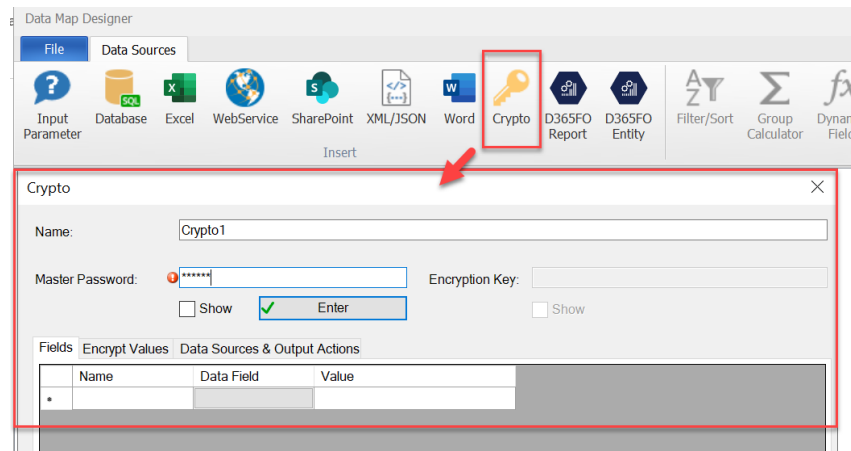 Data Map Designer
File
Data Sources
Input
Parameter
SQL
Database
X
Excel
WebService
S
SharePoint
</>
{...}
XML/JSON
W
Word
Crypto
D365FO
Report
D365FO
Entity
A
Z
Filter/Sort
Σ
Group
Calculator
Insert
Crypto
Name:
Crypto1
Master Password:
******
Encryption Key:
Show
Enter
Show
Fields
Encrypt Values
Data Sources & Output Actions
Name
Data Field
Value